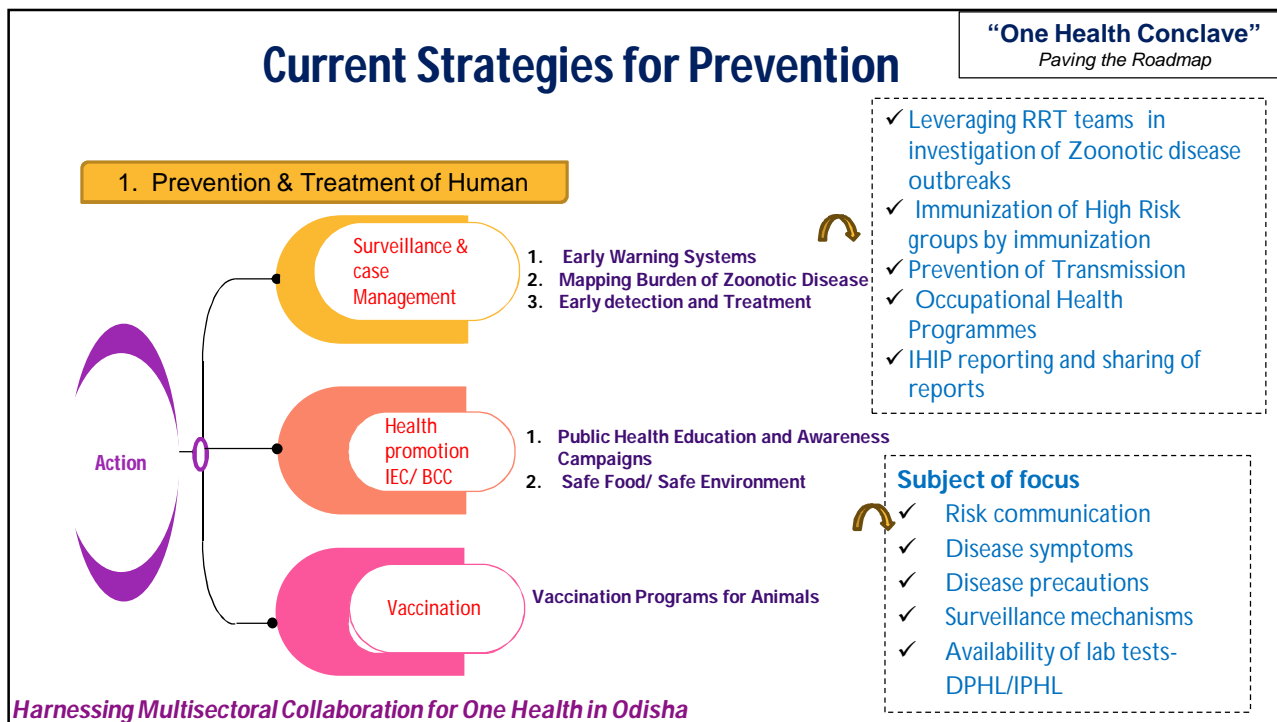 “One Health Conclave”
Paving the Roadmap
Current Strategies for Prevention
1. Prevention & Treatment of Human
Action
Surveillance &
case
Management
1. Early Warning Systems
2. Mapping Burden of Zoonotic Disease
3. Early detection and Treatment
✓ Leveraging RRT teams in
investigation of Zoonotic disease
outbreaks
✓ Immunization of High Risk
groups by immunization
✓ Prevention of Transmission
✓ Occupational Health
Programmes
✓ IHIP reporting and sharing of
reports
Health
promotion
IEC/ BCC
1. Public Health Education and Awareness
Campaigns
2. Safe Food/ Safe Environment
Subject of focus
✓ Risk communication
✓ Disease symptoms
✓ Disease precautions
✓ Surveillance mechanisms
✓ Availability of lab tests-
DPHL/IPHL
Vaccination
Vaccination Programs for Animals
Harnessing Multisectoral Collaboration for One Health in Odisha